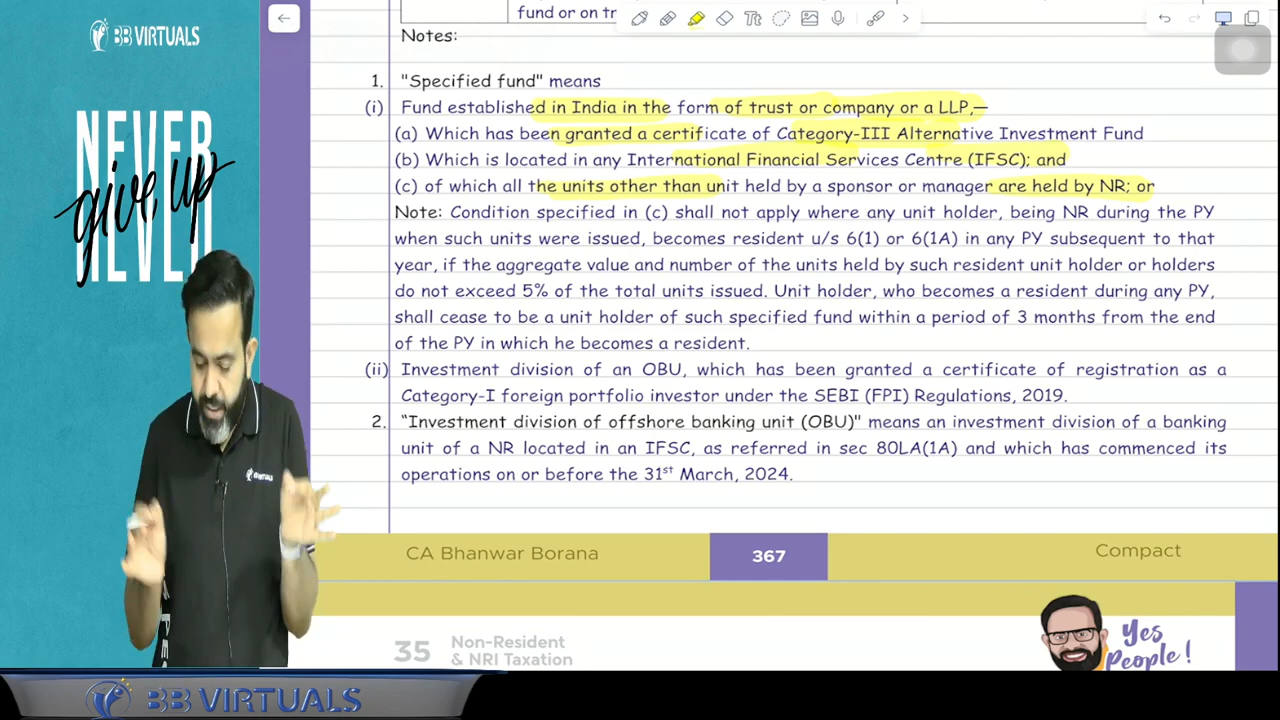 BB VIRTUALS
NEVER
give up
NEVER
fund or on tr
Notes:
1. "Specified fund" means
(i) Fund established in India in the form of trust or company or a LLP,—
(a) Which has been granted a certificate of Category-III Alternative Investment Fund
(b) Which is located in any International Financial Services Centre (IFSC); and
(c) of which all the units other than unit held by a sponsor or manager are held by NR; or
Note: Condition specified in (c) shall not apply where any unit holder, being NR during the PY
when such units were issued, becomes resident u/s 6(1) or 6(1A) in any PY subsequent to that
year, if the aggregate value and number of the units held by such resident unit holder or holders
do not exceed 5% of the total units issued. Unit holder, who becomes a resident during any PY,
shall cease to be a unit holder of such specified fund within a period of 3 months from the end
of the PY in which he becomes a resident.
(ii) Investment division of an OBU, which has been granted a certificate of registration as a
Category-I foreign portfolio investor under the SEBI (FPI) Regulations, 2019.
2. “Investment division of offshore banking unit (OBU)" means an investment division of a banking
unit of a NR located in an IFSC, as referred in sec 80LA(1A) and which has commenced its
operations on or before the 31st March, 2024.
CA Bhanwar Borana
367
Compact
35 Non-Resident
& NRI Taxation
Yes
People!
BB VIRTUALS